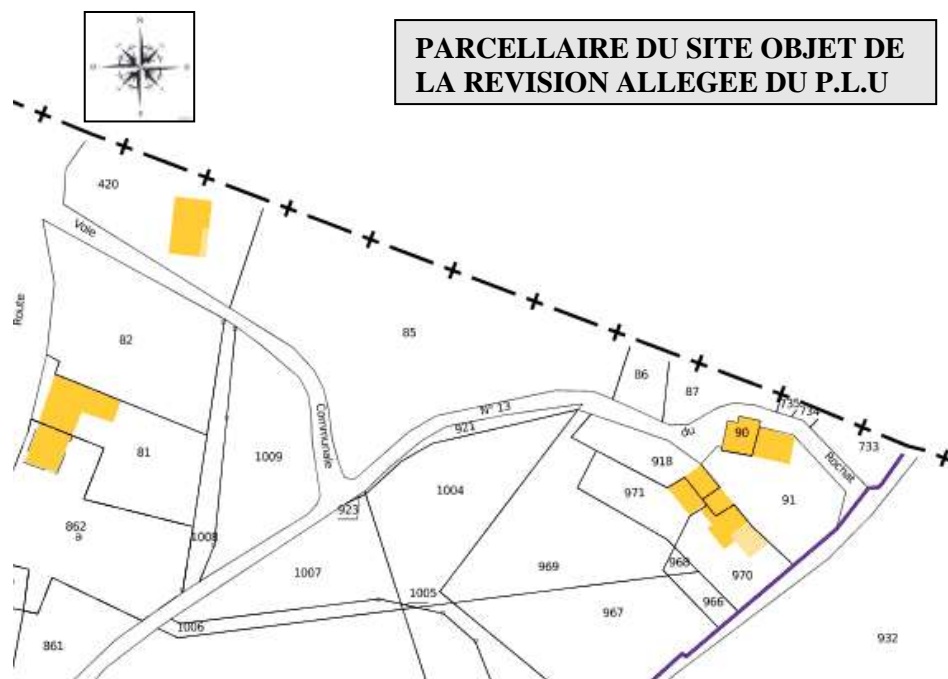 PARCELLAIRE DU SITE OBJET DE
LA REVISION ALLEGEE DU P.L.U
N
S
420
Voie
Route
82
85
86
87
735
734
733
N° 13
921
du
90
Rochat
Communale
81
1009
918
971
91
1004
923
862
a
1008
1007
969
968
970
1005
966
967
1006
861
932